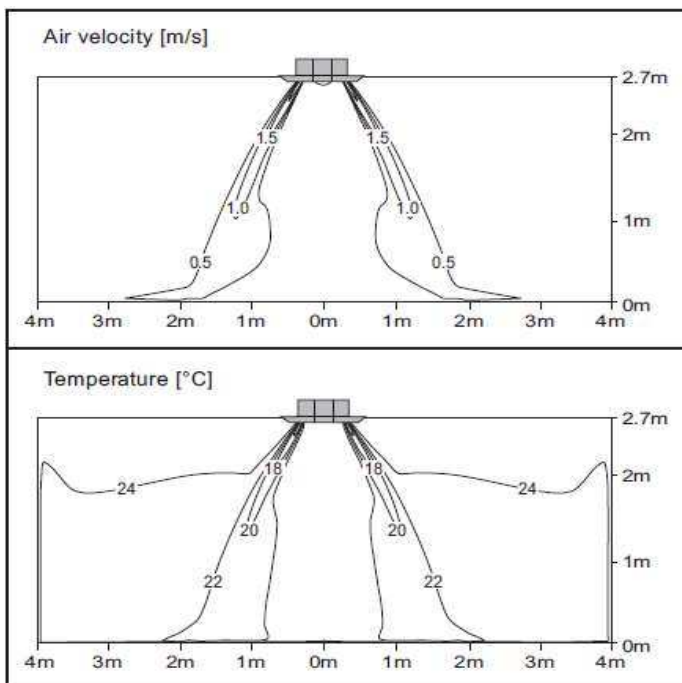 Air velocity [m/s]
2.7m
2m
1.5 1.5
1.0 1.0
1m
0.5 0.5
0m
4m 3m 2m 1m 0m 1m 2m 3m 4m
Temperature [°C]
2.7m
18 18 2m
24 24
20 20
1m
22 22
0m
4m 3m 2m 1m 0m 1m 2m 3m 4m